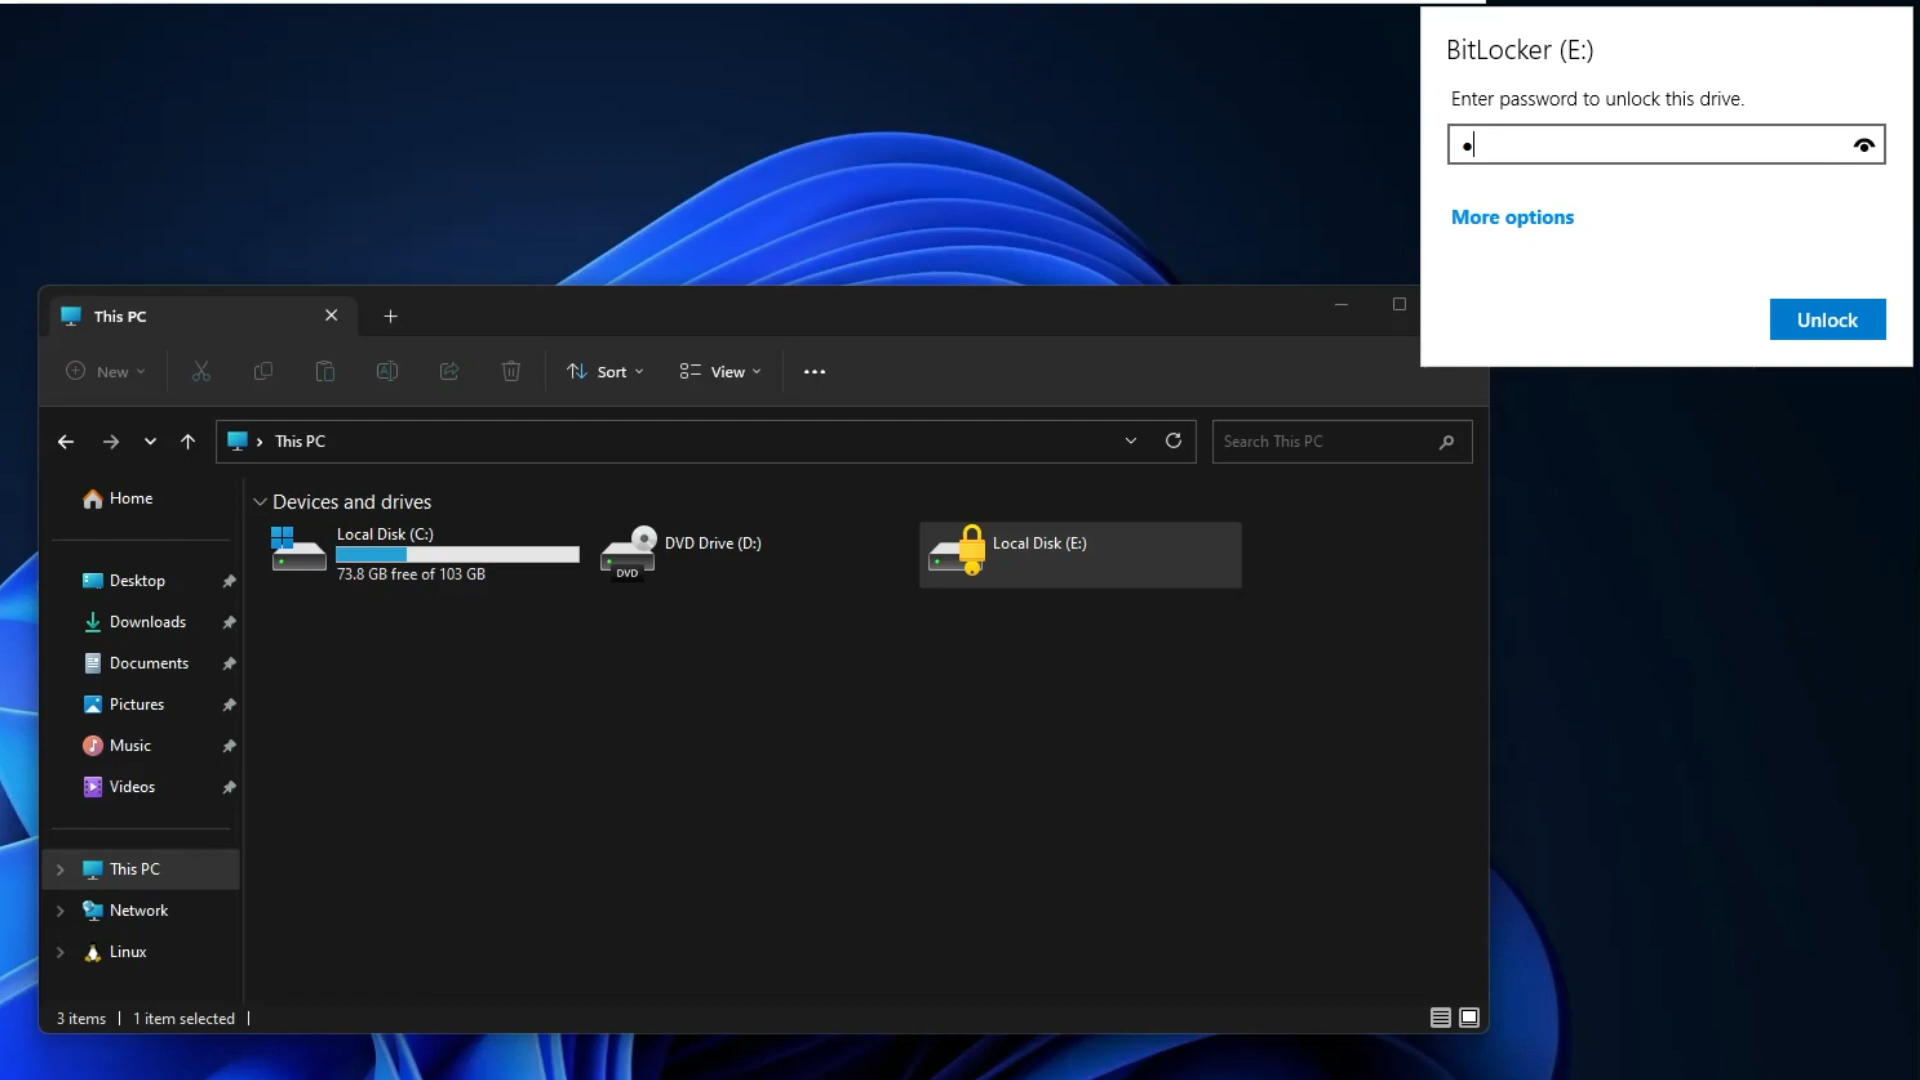 BitLocker (E:)
Enter password to unlock this drive.
More options
Unlock
This PC
New
Sort
View
This PC
Search This PC
Home
Desktop
Downloads
Documents
Pictures
Music
Videos
This PC
Network
Linux
Devices and drives
Local Disk (C:)
73.8 GB free of 103 GB
DVD
DVD Drive (D:)
Local Disk (E:)
3 items
1 item selected